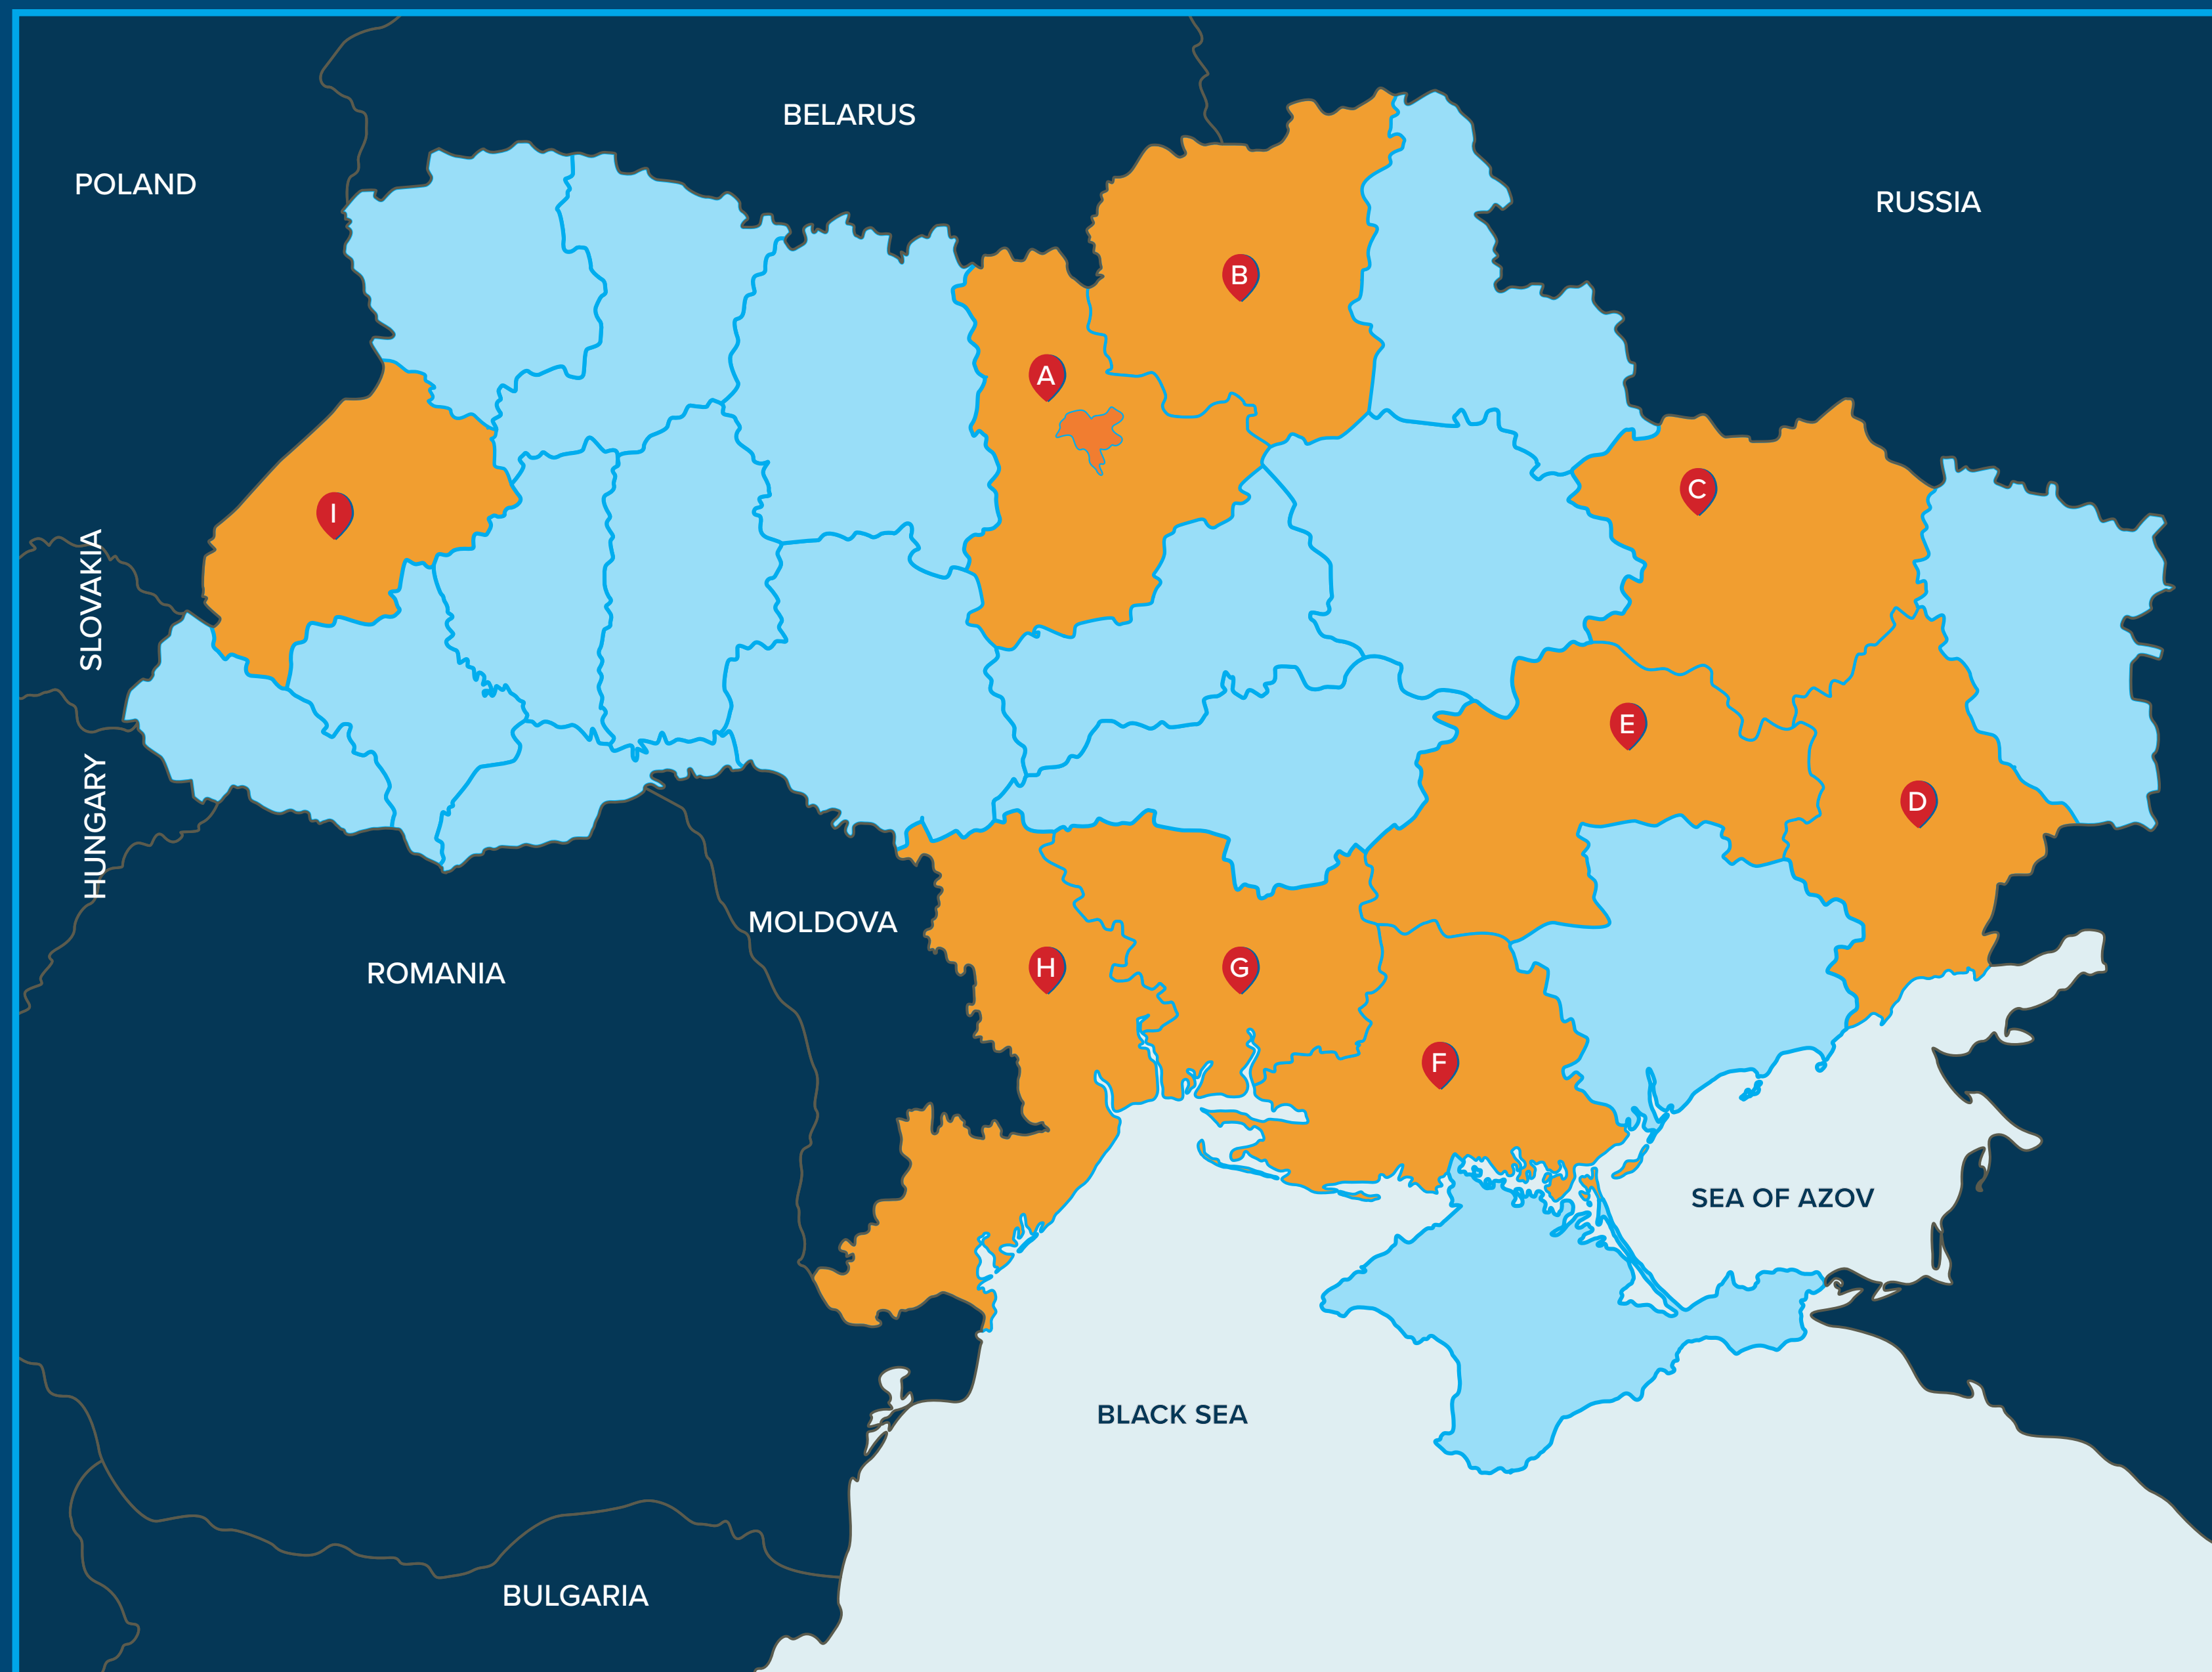 BELARUS
POLAND
RUSSIA
B
A
C
I
SLOVAKIA
E
HUNGARY
D
MOLDOVA
ROMANIA
H
G
F
SEA OF AZOV
BLACK SEA
BULGARIA